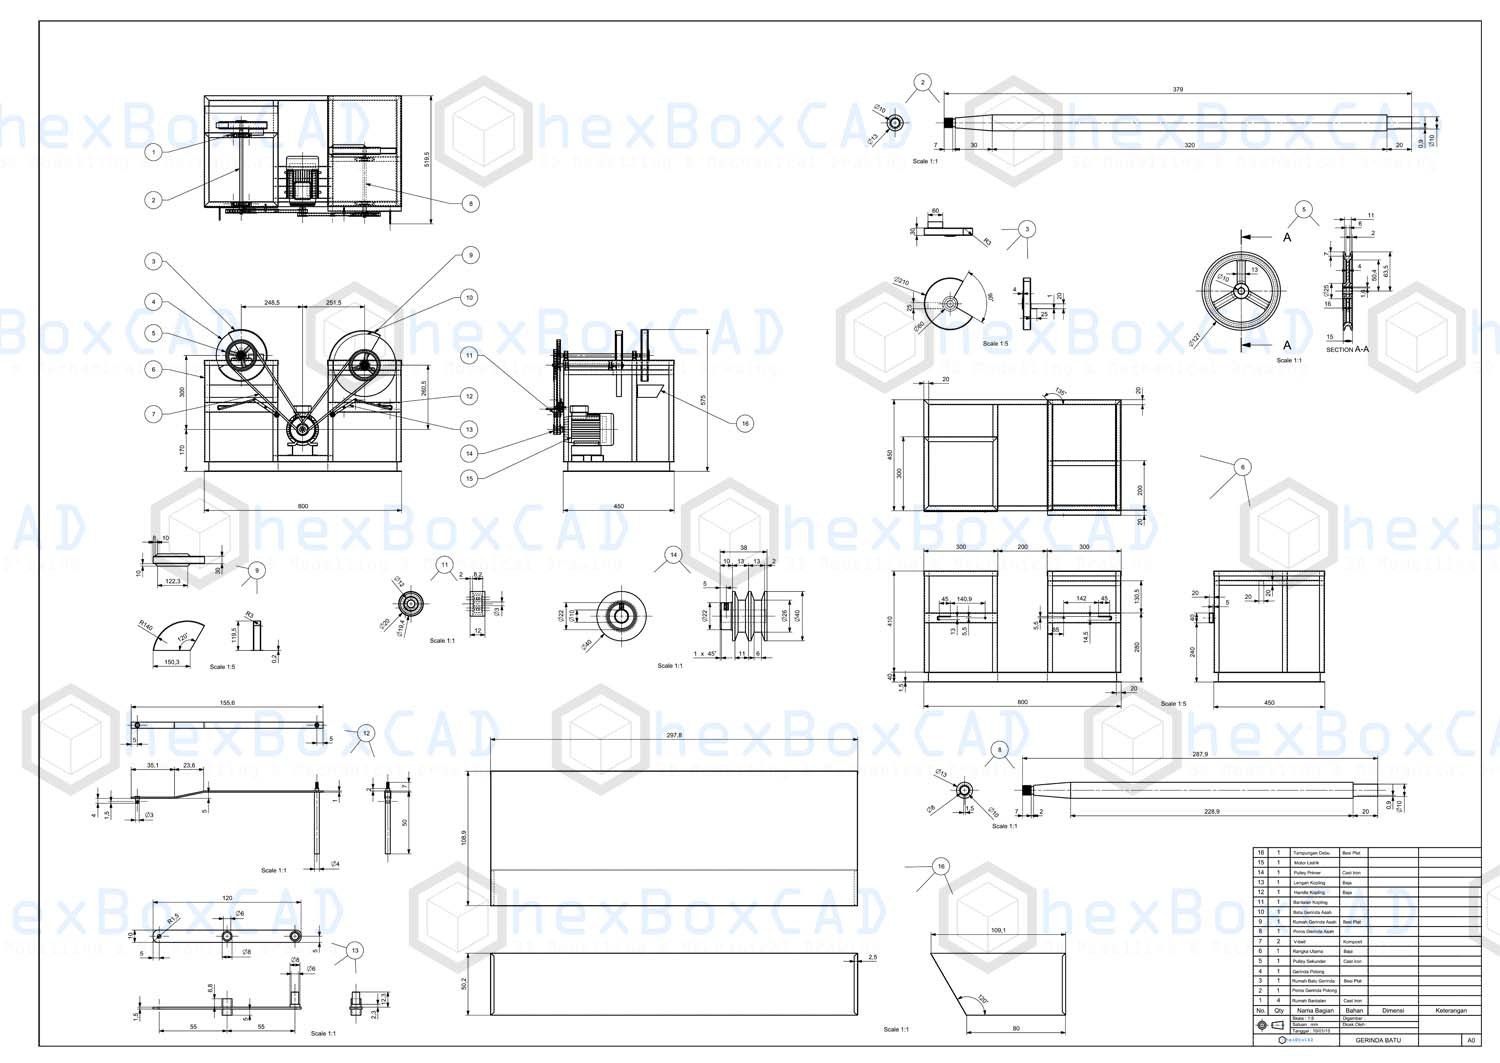 1
2
8
519,5
3
4
5
6
7
9
10
248,5
251,5
300
170
260,5
12
13
800
11
14
15
16
575
450
2
379
Ø10
Ø13
7
30
320
20
0,9
Ø10
Scale 1:1
60
30
R3
3
Ø210
25
Ø60
90°
4
1
20
25
Scale 1:5
5
A
A
Ø10
13
Ø127
Scale 1:1
11
6
2
7
4
50,4
63,5
Ø25
1,6
16
15
SECTION A-A
20
135°
20
450
300
200
20
6
300
200
300
410
45
140,9
13
5,5
142
45
5,5
55
14,5
130,5
280
40
1,5
20
800
Scale 1:5
20
5
20
20
40
240
450
8
10
10
30
122,3
9
R140
120°
150,3
R3
119,5
0,2
Scale 1:5
11
Ø12
Ø20
Ø19,4
2
8,2
Ø3
12
Scale 1:1
14
Ø22
Ø10
Ø40
38
10
13
13
2
5
Ø22
Ø26
Ø40
1 x 45°
11
6
Scale 1:1
155,6
5
5
12
35,1
23,6
4
1,5
Ø3
5
1
2
7
50
Ø4
Scale 1:1
120
R1,5
Ø6
10
5
Ø8
5
13
Ø8
Ø6
6,8
1,5
5
55
55
12,3
2,3
Scale 1:1
297,8
108,9
50,2
2,5
16
109,1
120°
80
Scale 1:1
8
287,9
Ø13
Ø8
Ø10
1,5
7
2
228,9
20
0,9
Ø10
Scale 1:1
16 1 Tampungan Debu Besi Plat
15 1 Motor Listrik
14 1 Pulley Primer Cast Iron
13 1 Lengan Kopling Baja
12 1 Handle Kopling Baja
11 1 Bantalan Kopling
10 1 Batu Gerinda Asah
9 1 Rumah Gerinda Asah Besi Plat
8 1 Poros Gerinda Asah
7 2 V-belt Komposit
6 1 Rangka Utama Baja
5 1 Pulley Sekunder Cast Iron
4 1 Gerinda Potong
3 1 Rumah Batu Gerinda Besi Plat
2 1 Poros Gerinda Potong
1 4 Rumah Bantalan Cast Iron
No. Qty Nama Bagian Bahan Dimensi Keterangan
Skala : 1:5 Digambar :
Satuan : mm Dicek Oleh :
Tanggal : 10/01/15
hexBoxCAD GERINDA BATU A0
hexBoxCAD
3D Modelling & Mechanical Drawing